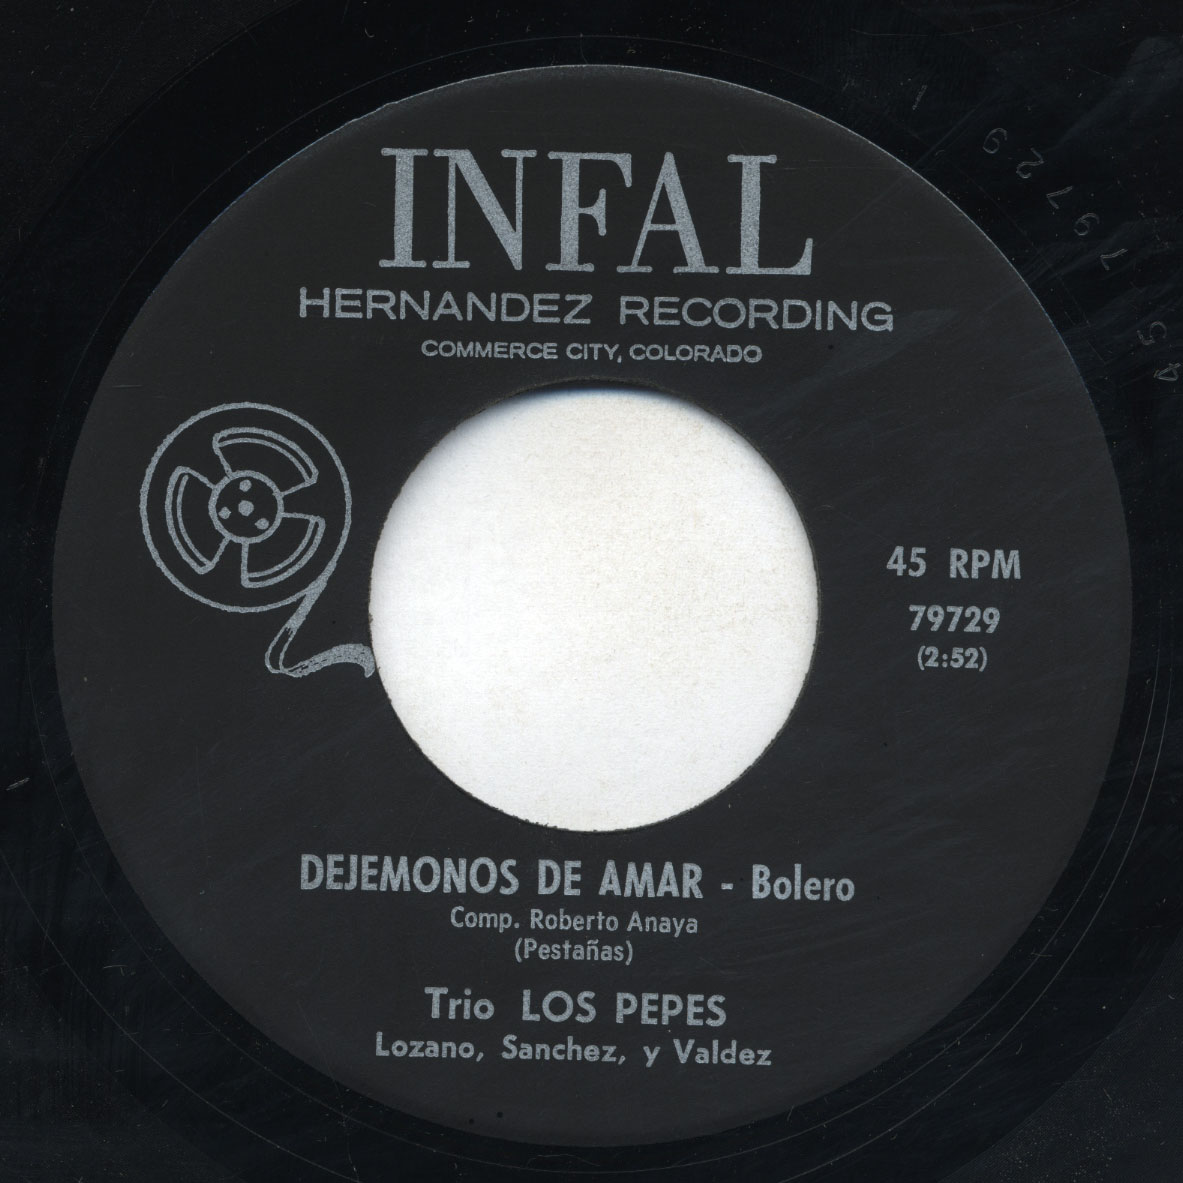 INFAL
HERNANDEZ RECORDING
COMMERCE CITY, COLORADO
45 RPM
79729
(2:52)
DEJEMONOS DE AMAR - Bolero
Comp. Roberto Anaya
(Pestañas)
Trio LOS PEPES
Lozano, Sanchez, y Valdez
45 79729